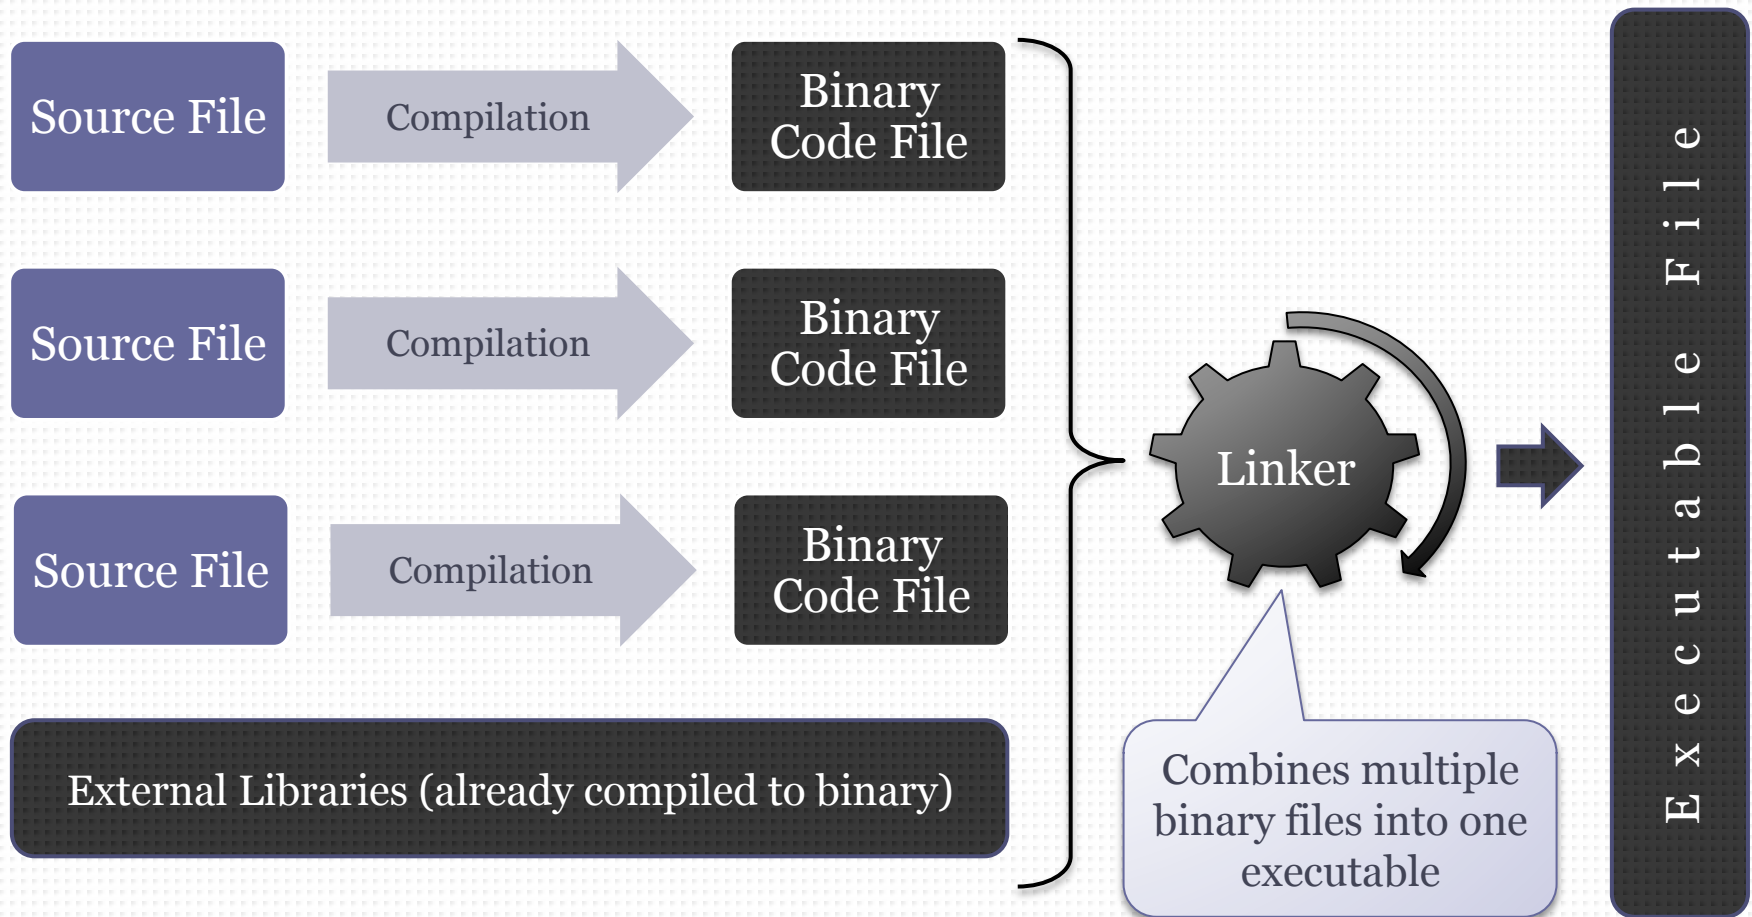 Source File
Compilation
Binary
Code File
Source File
Compilation
Binary
Code File
Source File
Compilation
Binary
Code File
External Libraries (already compiled to binary)
Linker
Combines multiple
binary files into one
executable
Executable File